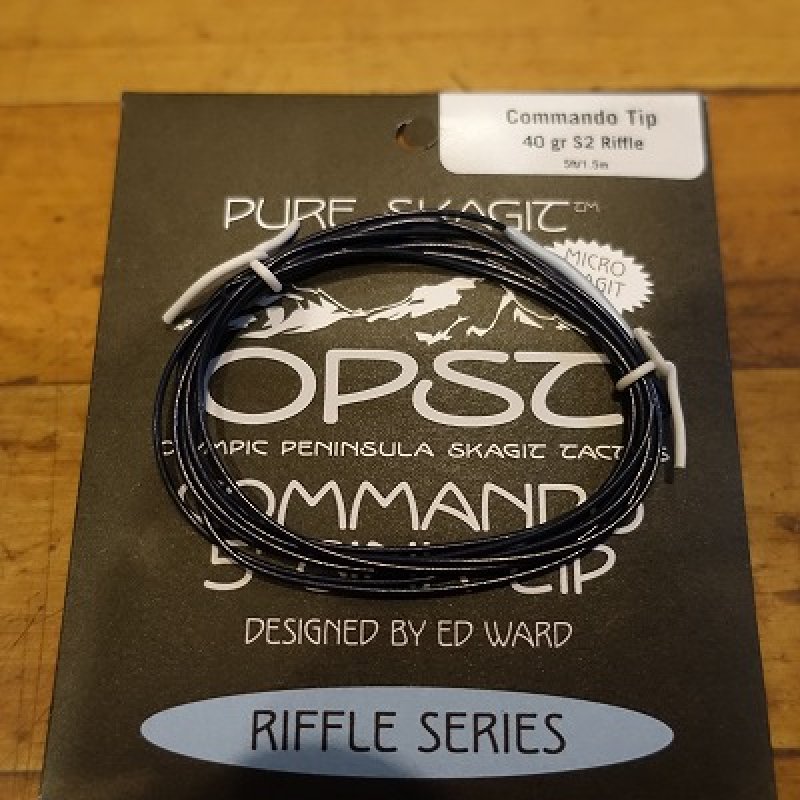 Commando Tip
40 gr S2 Riffle
5ft/1.5m
PURE SKAGIT™
MICRO
OPST
PENINSULA SKAGIT
COMMANDO
DESIGNED BY ED WARD
RIFFLE SERIES